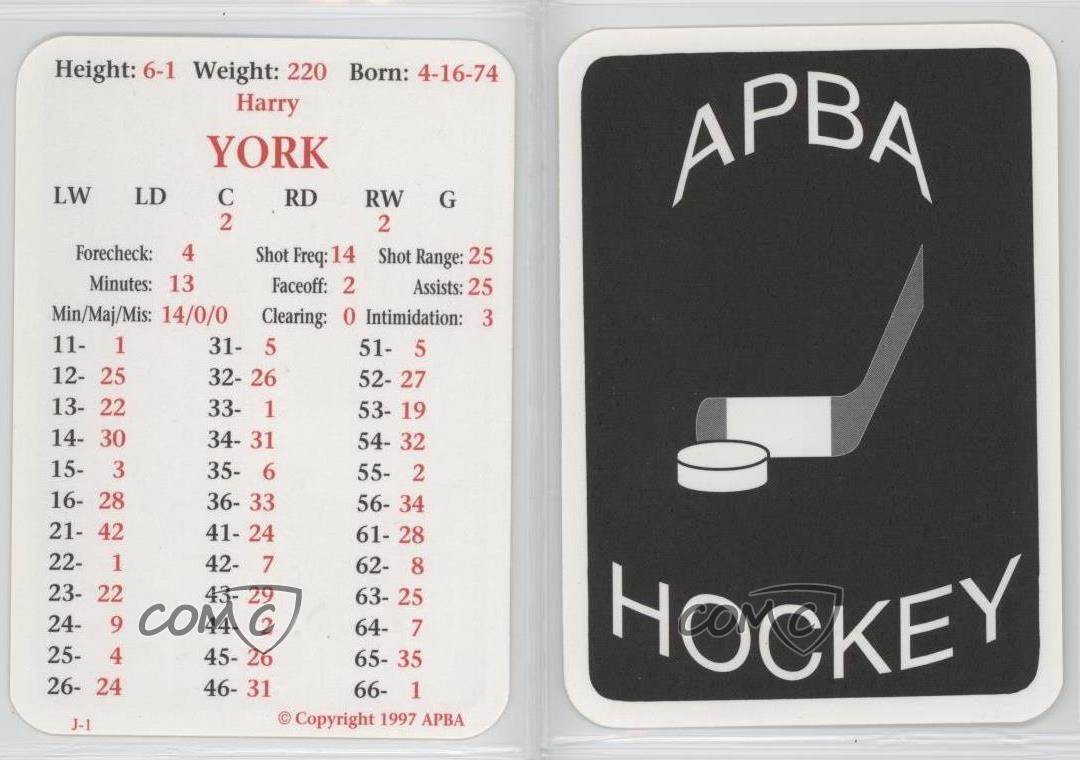 Height: 6-1 Weight: 220 Born: 4-16-74
Harry
YORK
LW LD C RD RW G
2 2
Forecheck: 4 Shot Freq: 14 Shot Range: 25
Minutes: 13 Faceoff: 2 Assists: 25
Min/Maj/Mis: 14/0/0 Clearing: 0 Intimidation: 3
11- 1 31- 5 51- 5
12- 25 32- 26 52- 27
13- 22 33- 1 53- 19
14- 30 34- 31 54- 32
15- 3 35- 6 55- 2
16- 28 36- 33 56- 34
21- 42 41- 24 61- 28
22- 1 42- 7 62- 8
23- 22 43- 29 63- 25
24- 9 44- 2 64- 7
25- 4 45- 26 65- 35
26- 24 46- 31 66- 1
J-1 © Copyright 1997 APBA
COMC
APBA
HOCKEY
COMC